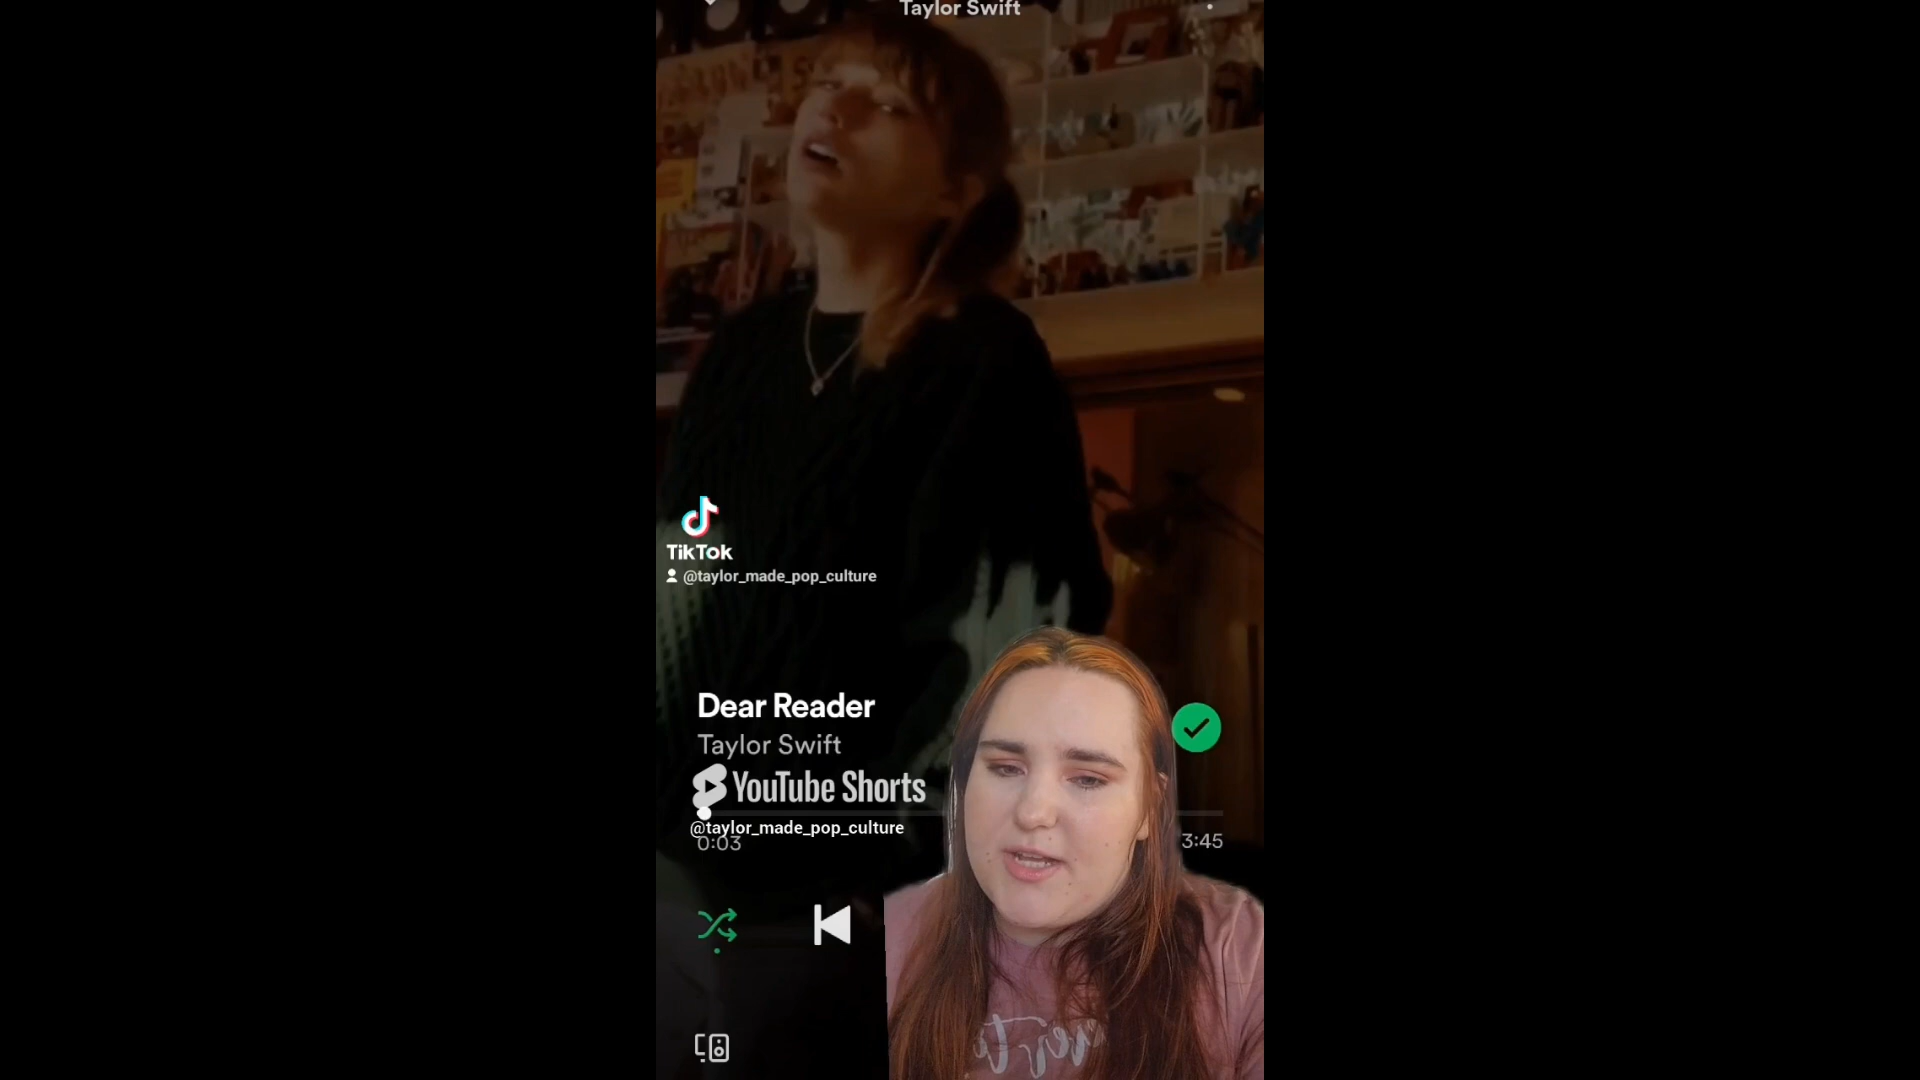 Taylor Swift
TikTok
@taylor_made_pop_culture
Dear Reader
Taylor Swift
YouTube Shorts
@taylor_made_pop_culture
0:03
3:45